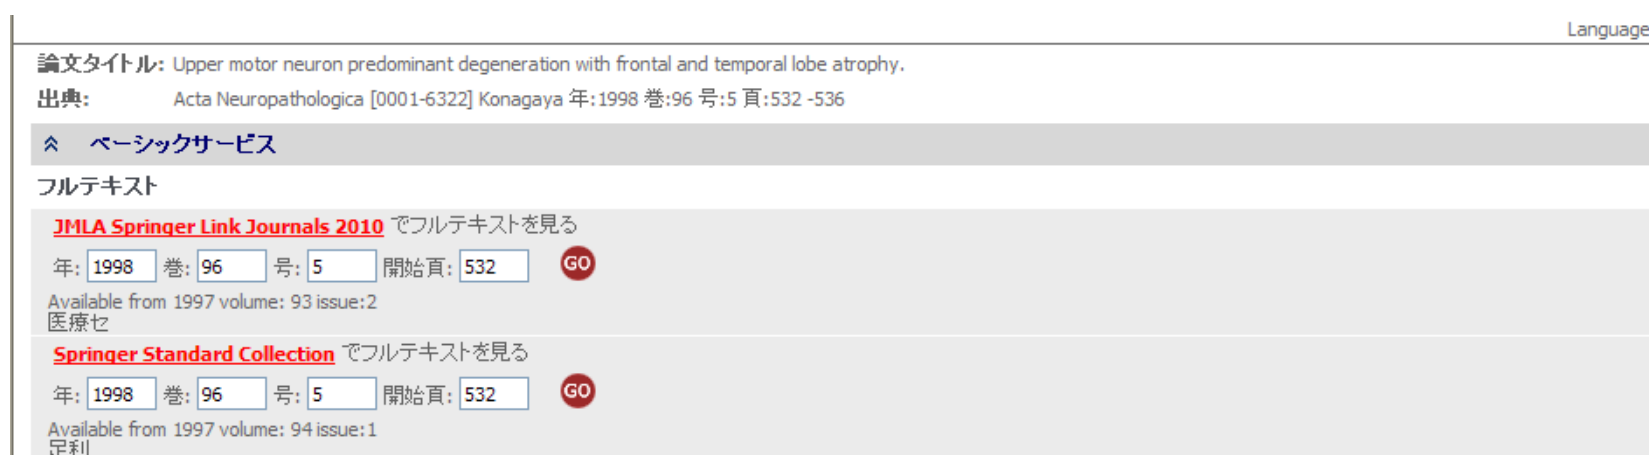 Language
論文タイトル: Upper motor neuron predominant degeneration with frontal and temporal lobe atrophy.
出典: Acta Neuropathologica [0001-6322] Konagaya 年:1998 巻:96 号:5 頁:532 -536
ベーシックサービス
フルテキスト
JMLA Springer Link Journals 2010 でフルテキストを見る
年: 1998 巻: 96 号: 5 開始頁: 532 GO
Available from 1997 volume: 93 issue:2
医療セ
Springer Standard Collection でフルテキストを見る
年: 1998 巻: 96 号: 5 開始頁: 532 GO
Available from 1997 volume: 94 issue:1
足利